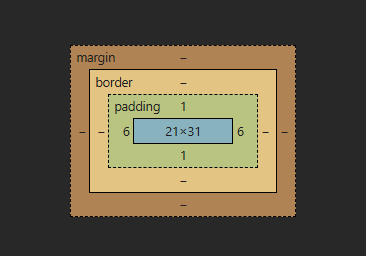 margin –
border –
padding 1
– – 6 21×31 6 – –
1
–
–